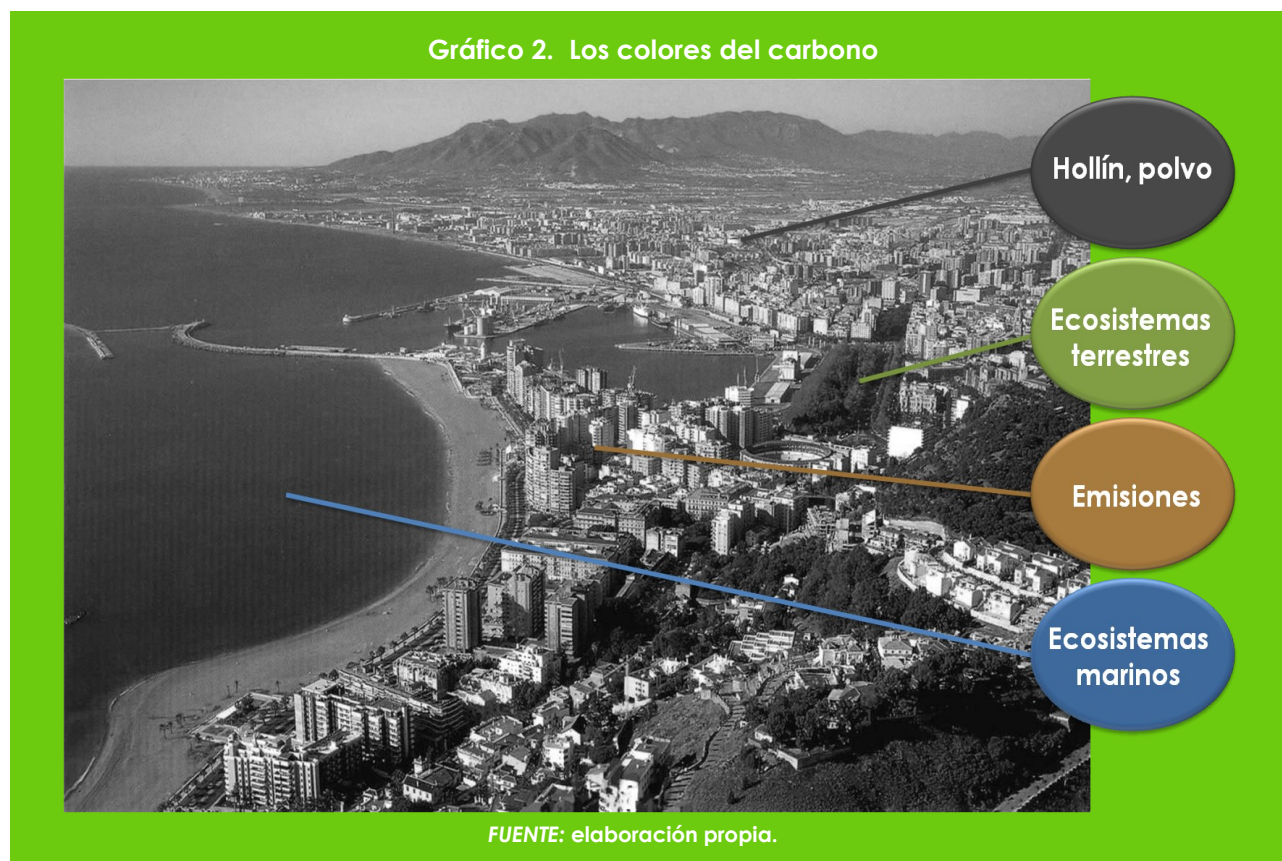 Gráfico 2. Los colores del carbono
Hollín, polvo
Ecosistemas
terrestres
Emisiones
Ecosistemas
marinos
FUENTE: elaboración propia.